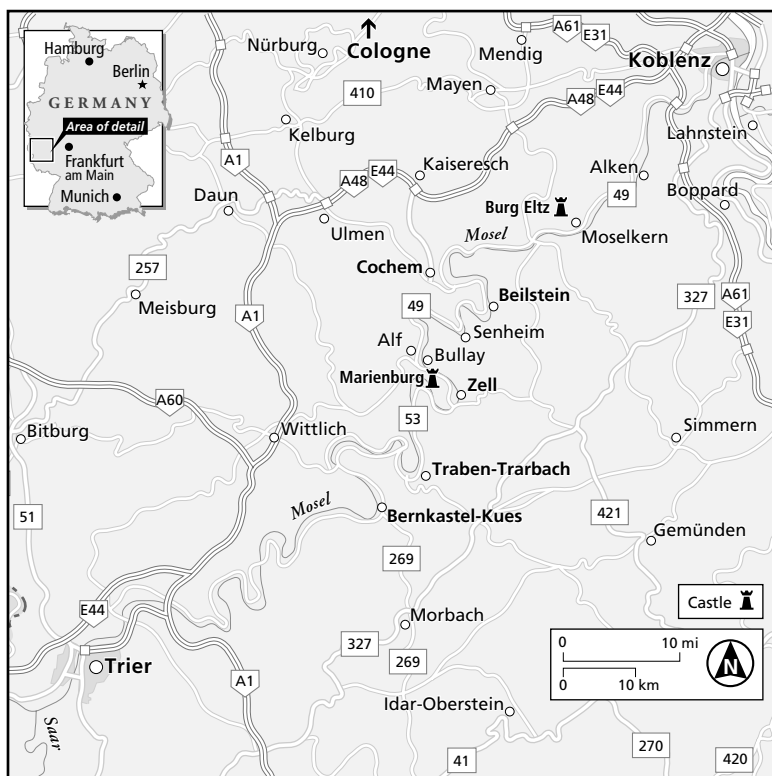 Hamburg
Berlin
GERMANY
Area of detail
Frankfurt
am Main
Munich
Nürburg
Cologne
Mendig
A61
E31
Koblenz
410
Mayen
A48
E44
Kelburg
Lahnstein
A1
A48
E44
Kaiseresch
Alken
49
Boppard
Daun
Ulmen
Burg Eltz
Mosel
Moselkern
257
Cochem
Meisburg
A1
49
Beilstein
327
A61
E31
Senheim
Alf
Bullay
Marienburg
Zell
A60
53
Bitburg
Wittlich
Simmern
Traben-Trarbach
51
Mosel
Bernkastel-Kues
421
Gemünden
269
E44
Morbach
Castle
327
269
0
10 mi
0
10 km
N
Trier
A1
Saar
Idar-Oberstein
41
270
420